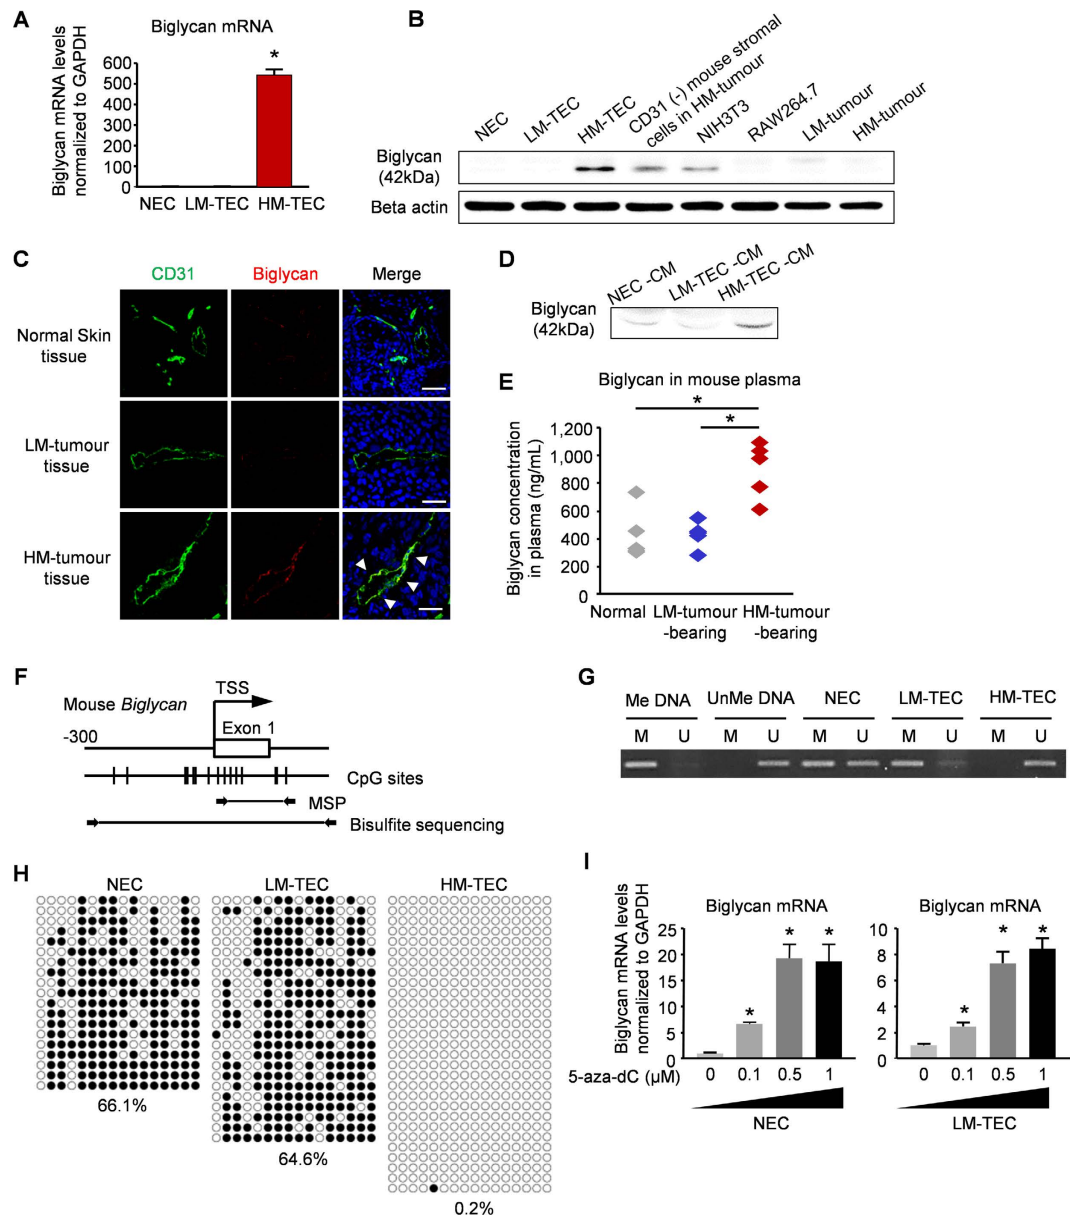 A
Biglycan mRNA
Biglycan mRNA levels
normalized to GAPDH
600
500
400
300
200
100
0
*
NEC LM-TEC HM-TEC
B
NEC
LM-TEC
HM-TEC
CD31 (-) mouse stromal
cells in HM-tumour
NIH3T3
RAW264.7
LM-tumour
HM-tumour
Biglycan
(42kDa)
Beta actin
C
CD31 Biglycan Merge
Normal Skin
tissue
LM-tumour
tissue
HM-tumour
tissue
D
NEC -CM
LM-TEC -CM
HM-TEC -CM
Biglycan
(42kDa)
E
Biglycan in mouse plasma
*
*
Biglycan concentration
in plasma (ng/mL)
1,200
1,000
800
600
400
200
0
Normal LM-tumour HM-tumour
-bearing -bearing
F
TSS
Mouse Biglycan
-300
Exon 1
CpG sites
MSP
Bisulfite sequencing
G
Me DNA UnMe DNA NEC LM-TEC HM-TEC
M U M U M U M U M U
H
NEC LM-TEC HM-TEC
66.1%
64.6%
0.2%
I
Biglycan mRNA
Biglycan mRNA levels
normalized to GAPDH
25
20
15
10
5
0
* * *
5-aza-dC (μM) 0 0.1 0.5 1
NEC
Biglycan mRNA
10
8
6
4
2
0
* * *
0 0.1 0.5 1
LM-TEC